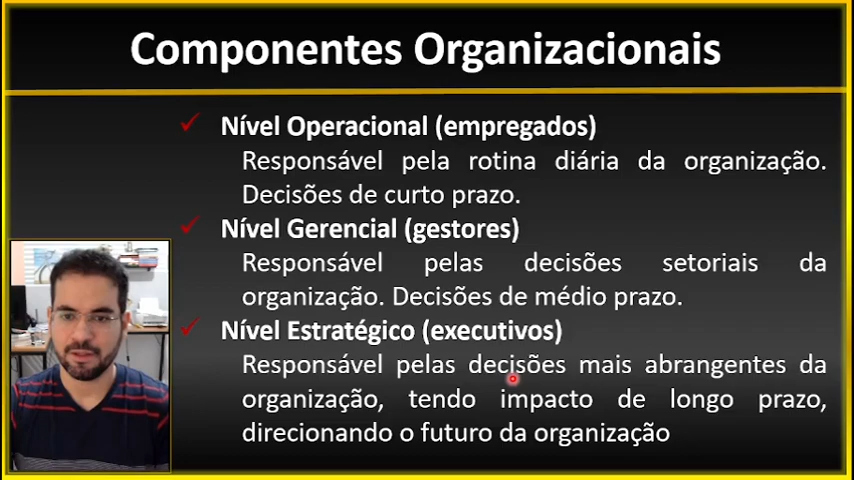 Componentes Organizacionais
Nível Operacional (empregados)
Responsável pela rotina diária da organização.
Decisões de curto prazo.
Nível Gerencial (gestores)
Responsável pelas decisões setoriais da
organização. Decisões de médio prazo.
Nível Estratégico (executivos)
Responsável pelas decisões mais abrangentes da
organização, tendo impacto de longo prazo,
direcionando o futuro da organização